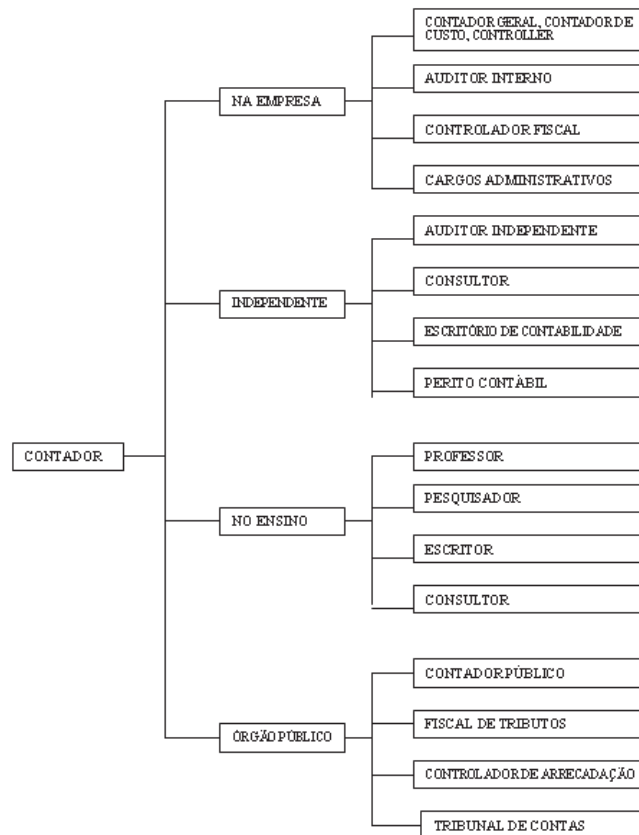 CONTADOR GERAL, CONTADOR DE
CUSTO, CONTROLLER
AUDITOR INTERNO
NA EMPRESA
CONTROLADOR FISCAL
CARGOS ADMINISTRATIVOS
AUDITOR INDEPENDENTE
CONSULTOR
INDEPENDENTE
ESCRITÓRIO DE CONTABILIDADE
PERITO CONTÁBIL
CONTADOR
PROFESSOR
PESQUISADOR
NO ENSINO
ESCRITOR
CONSULTOR
CONTADOR PÚBLICO
FISCAL DE TRIBUTOS
ÓRGÃO PÚBLICO
CONTROLADOR DE ARRECADAÇÃO
TRIBUNAL DE CONTAS